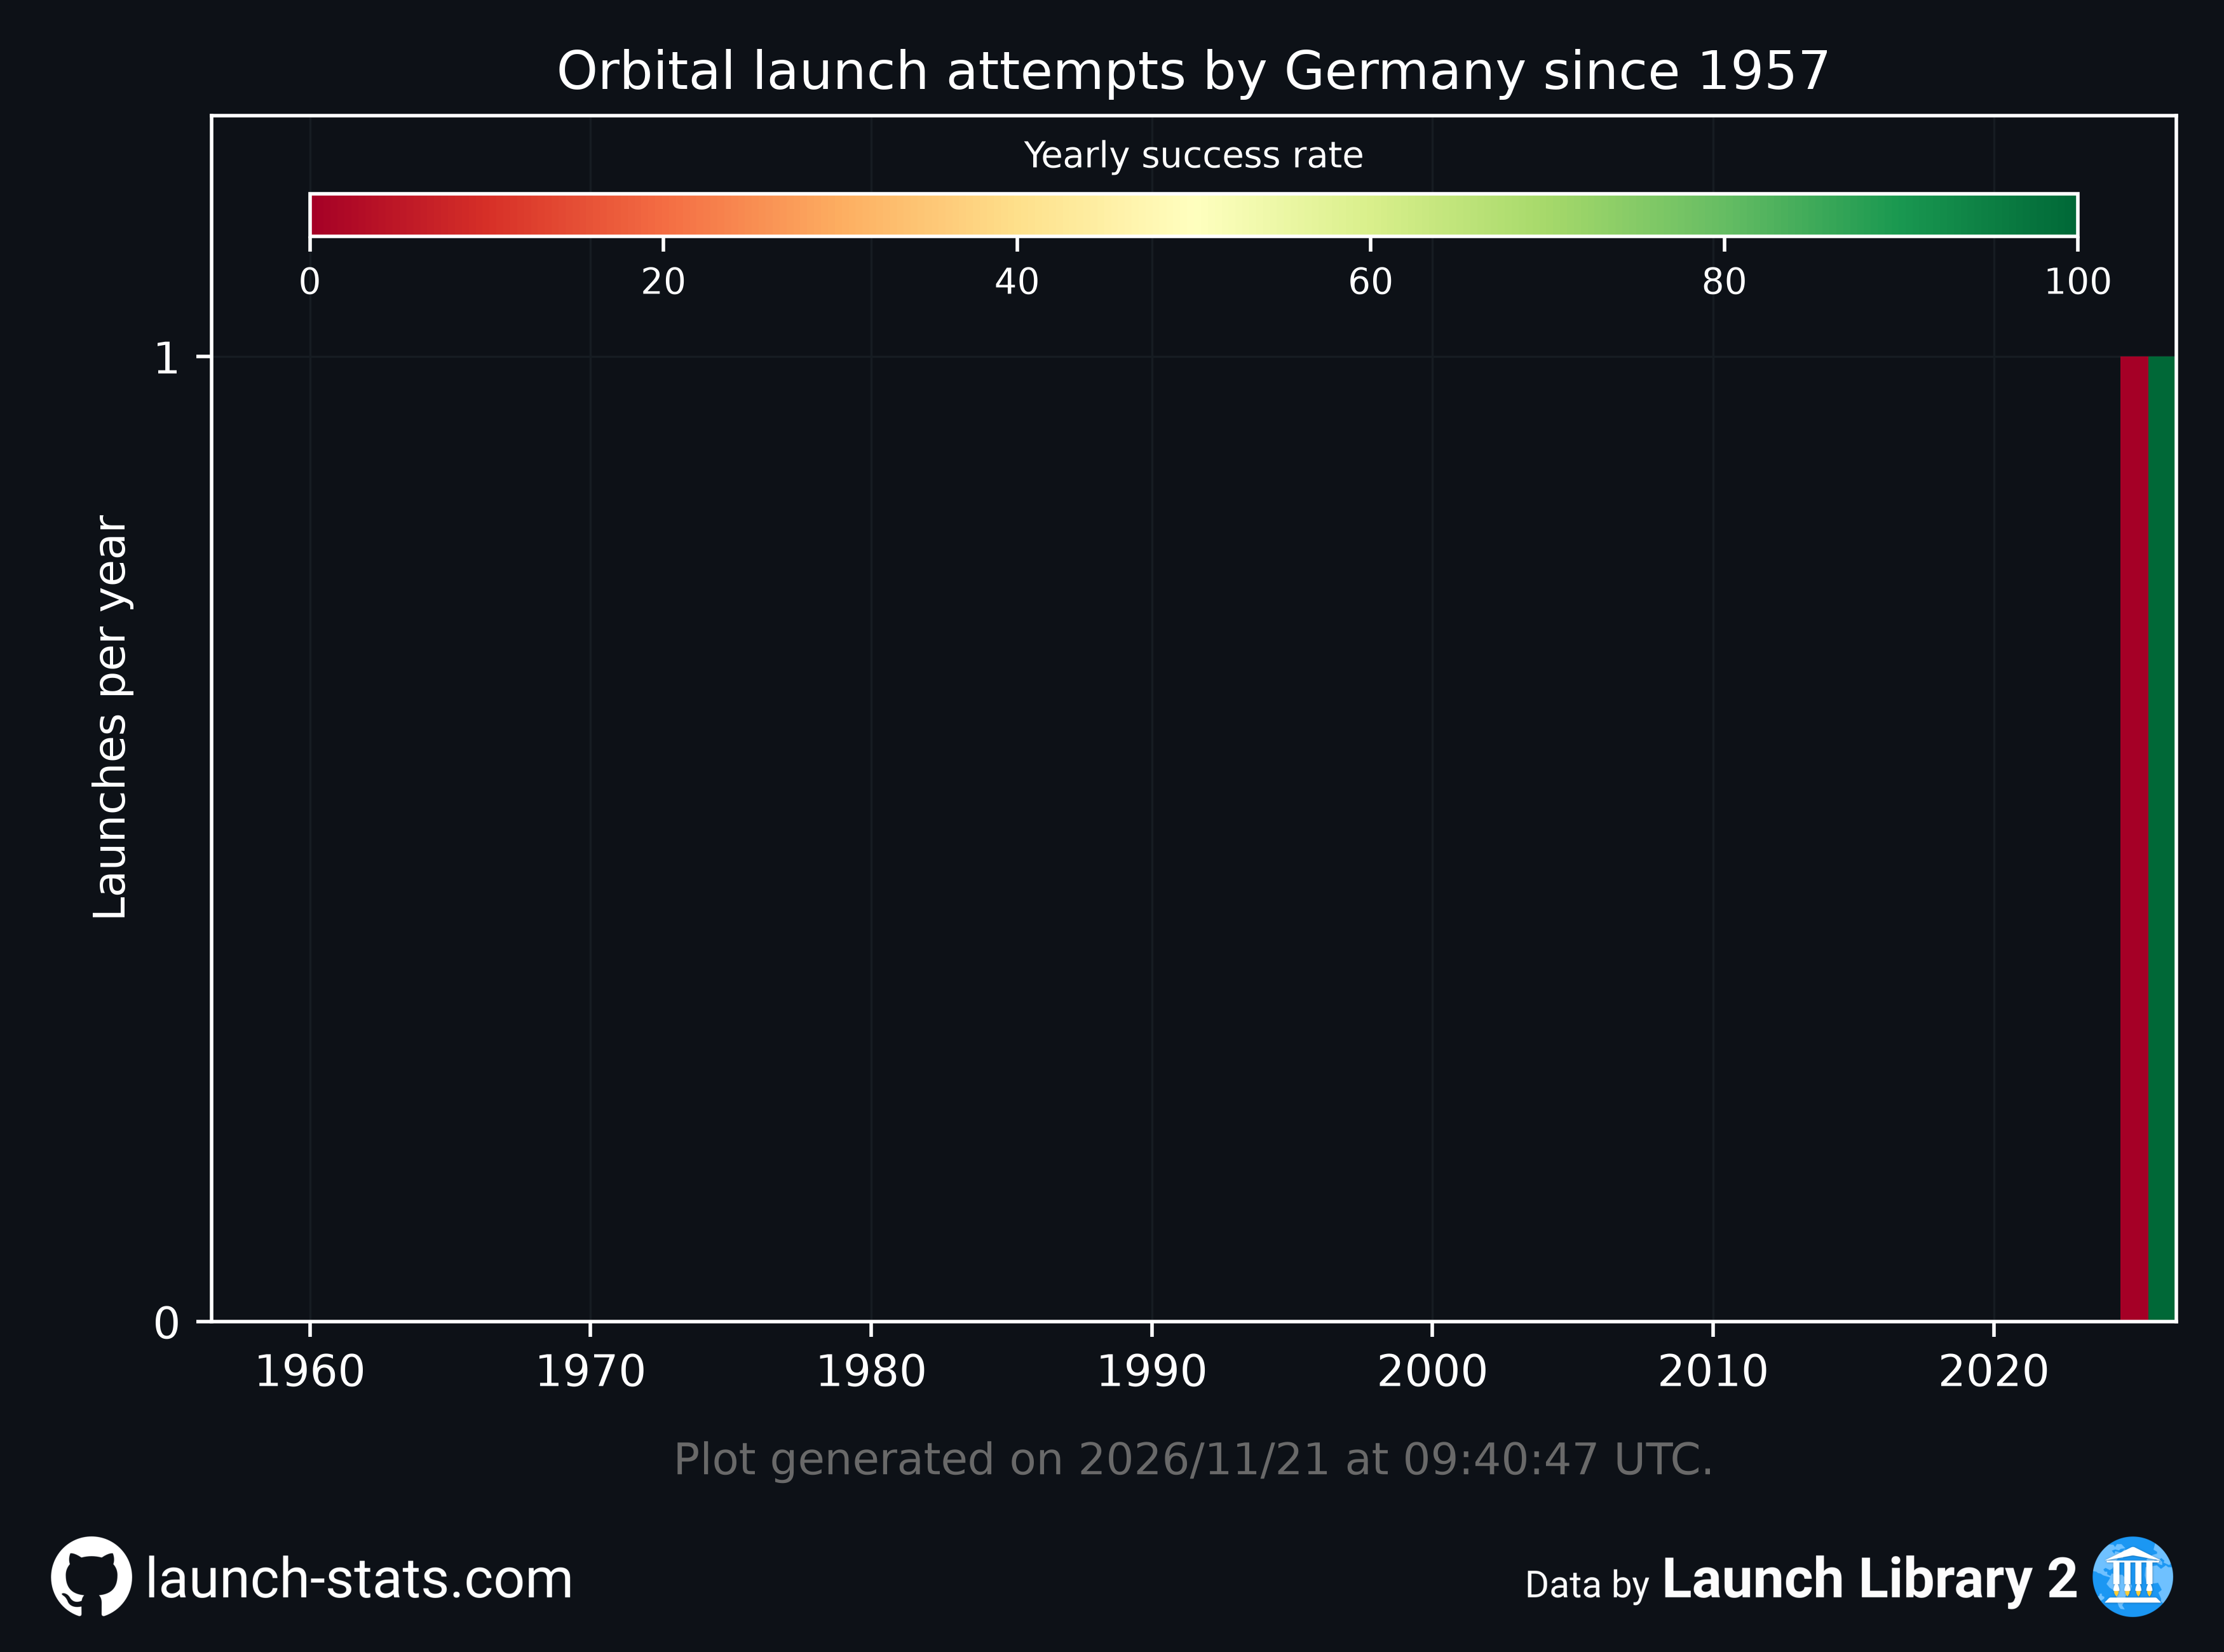 Orbital launch attempts by Germany since 1957
Yearly success rate
0 20 40 60 80 100
1
Launches per year
0
1960 1970 1980 1990 2000 2010 2020
Plot generated on 2026/11/21 at 09:40:47 UTC.
launch-stats.com
Data by Launch Library 2